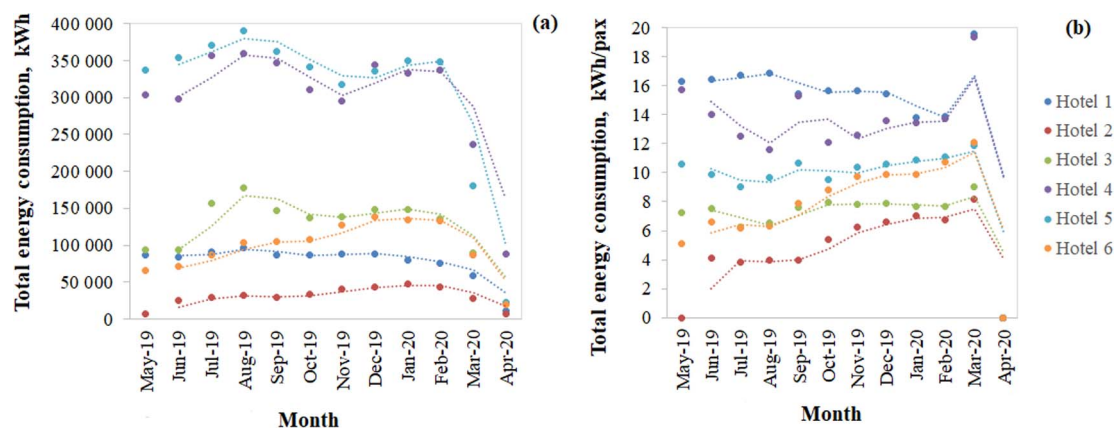 (a)
Total energy consumption, kWh
400 000
350 000
300 000
250 000
200 000
150 000
100 000
50 000
0
May-19
Jun-19
Jul-19
Aug-19
Sep-19
Oct-19
Nov-19
Dec-19
Jan-20
Feb-20
Mar-20
Apr-20
Month
(b)
Total energy consumption, kWh/pax
20
18
16
14
12
10
8
6
4
2
0
May-19
Jun-19
Jul-19
Aug-19
Sep-19
Oct-19
Nov-19
Dec-19
Jan-20
Feb-20
Mar-20
Apr-20
Month
Hotel 1
Hotel 2
Hotel 3
Hotel 4
Hotel 5
Hotel 6